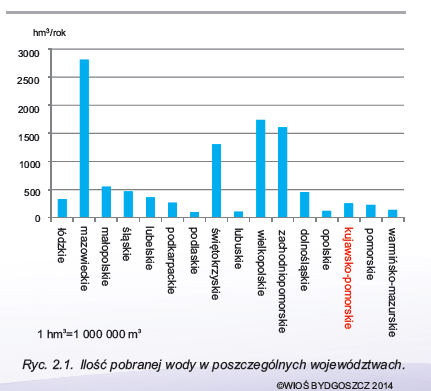 hm³/rok
3000
2500
2000
1500
1000
500
0
łódzkie
mazowieckie
małopolskie
śląskie
lubelskie
podkarpackie
podlaskie
świętokrzyskie
lubuskie
wielkopolskie
zachodniopomorskie
dolnośląskie
opolskie
kujawsko-pomorskie
pomorskie
warmińsko-mazurskie
1 hm³=1 000 000 m³
Ryc. 2.1. Ilość pobranej wody w poszczególnych województwach.
©WIOŚ BYDGOSZCZ 2014